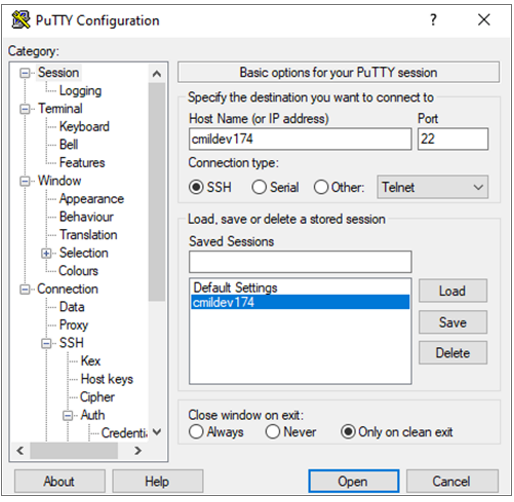 PuTTY Configuration
?
Category:
Session
Logging
Terminal
Keyboard
Bell
Features
Window
Appearance
Behaviour
Translation
Selection
Colours
Connection
Data
Proxy
SSH
Kex
Host keys
Cipher
Auth
Basic options for your PuTTY session
Specify the destination you want to connect to
Host Name (or IP address) Port
cmildev174 22
Connection type:
SSH Serial Other: Telnet
Load, save or delete a stored session
Saved Sessions
Default Settings
cmildev174
Load
Save
Delete
Close window on exit:
Always Never Only on clean exit
About Help Open Cancel